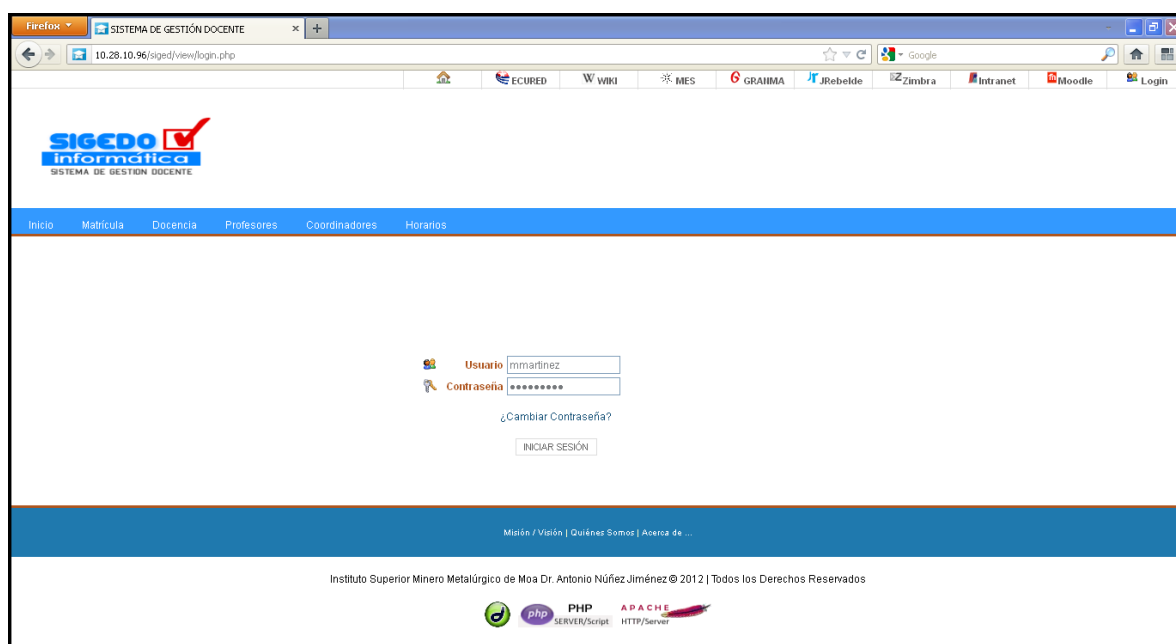 Firefox
SISTEMA DE GESTIÓN DOCENTE
10.28.10.96/siged/view/login.php
Google
ECURED W WIKI MES G GRANMA Jr JRebelde Z Zimbra Intranet m Moodle Login
SIGEDO
informática
SISTEMA DE GESTION DOCENTE
Inicio Matrícula Docencia Profesores Coordinadores Horarios
Usuario mmartinez
Contraseña •••••••••
¿Cambiar Contraseña?
INICIAR SESIÓN
Misión / Visión | Quiénes Somos | Acerca de ...
Instituto Superior Minero Metalúrgico de Moa Dr. Antonio Núñez Jiménez © 2012 | Todos los Derechos Reservados
d php PHP APACHE
SERVER/Script HTTP/Server